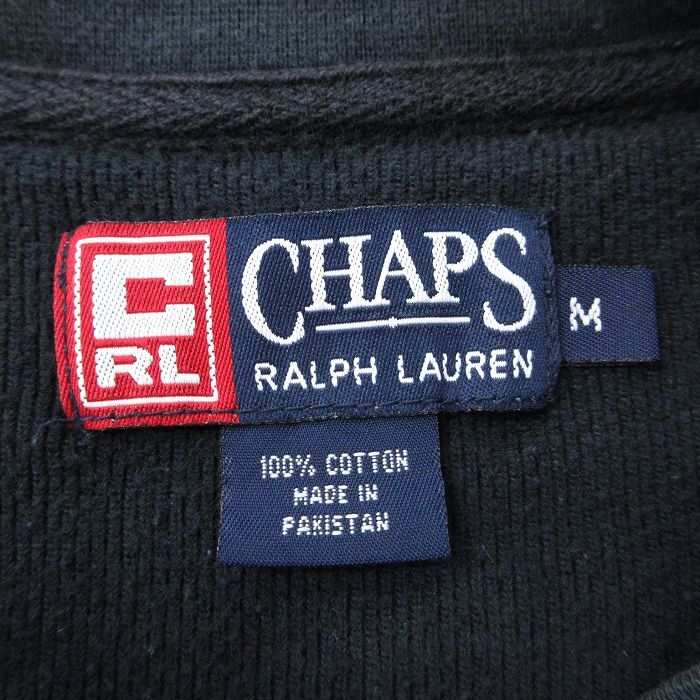 C
RL
CHAPS
RALPH LAUREN
M
100% COTTON
MADE IN
PAKISTAN